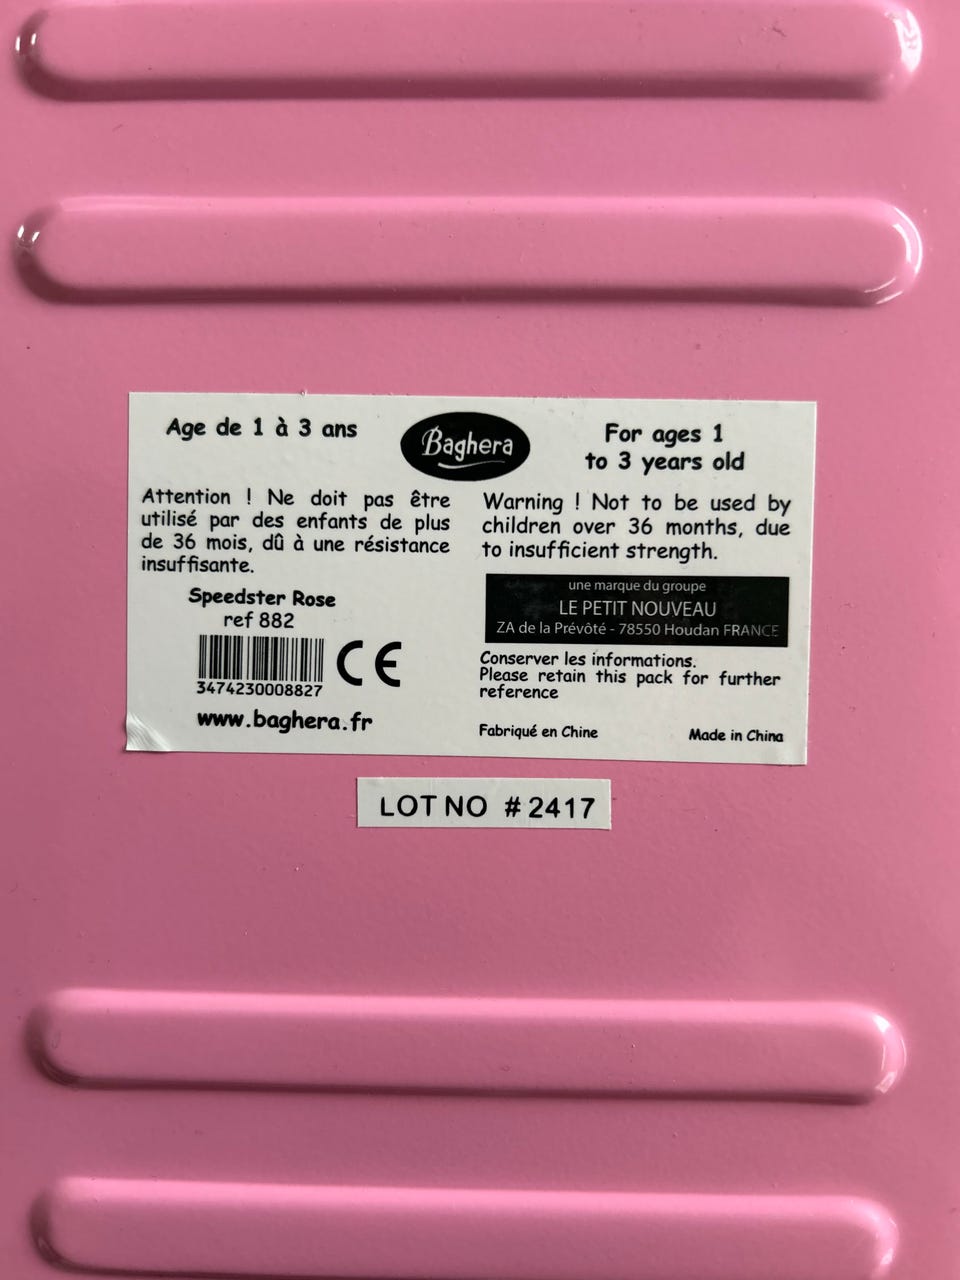 Age de 1 à 3 ans
Baghera
For ages 1
to 3 years old
Attention ! Ne doit pas être
utilisé par des enfants de plus
de 36 mois, dû à une résistance
insuffisante.
Speedster Rose
ref 882
3474230008827
CE
www.baghera.fr
Warning ! Not to be used by
children over 36 months, due
to insufficient strength.
une marque du groupe
LE PETIT NOUVEAU
ZA de la Prévôté - 78550 Houdan FRANCE
Conserver les informations.
Please retain this pack for further
reference
Fabriqué en Chine
Made in China
LOT NO # 2417